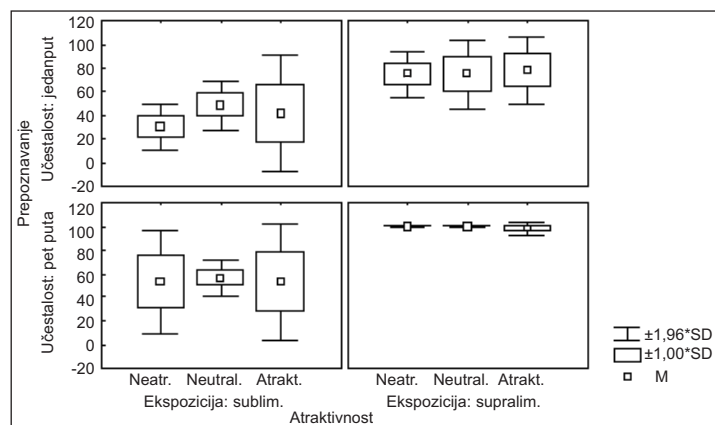 Prepoznavanje
Učestalost: jedanput
120
100
80
60
40
20
0
-20
Učestalost: pet puta
120
100
80
60
40
20
0
-20
Neatr. Neutral. Atrakt.
Ekspozicija: sublim.
Neatr. Neutral. Atrakt.
Ekspozicija: supralim.
Atraktivnost
±1,96*SD
±1,00*SD
M